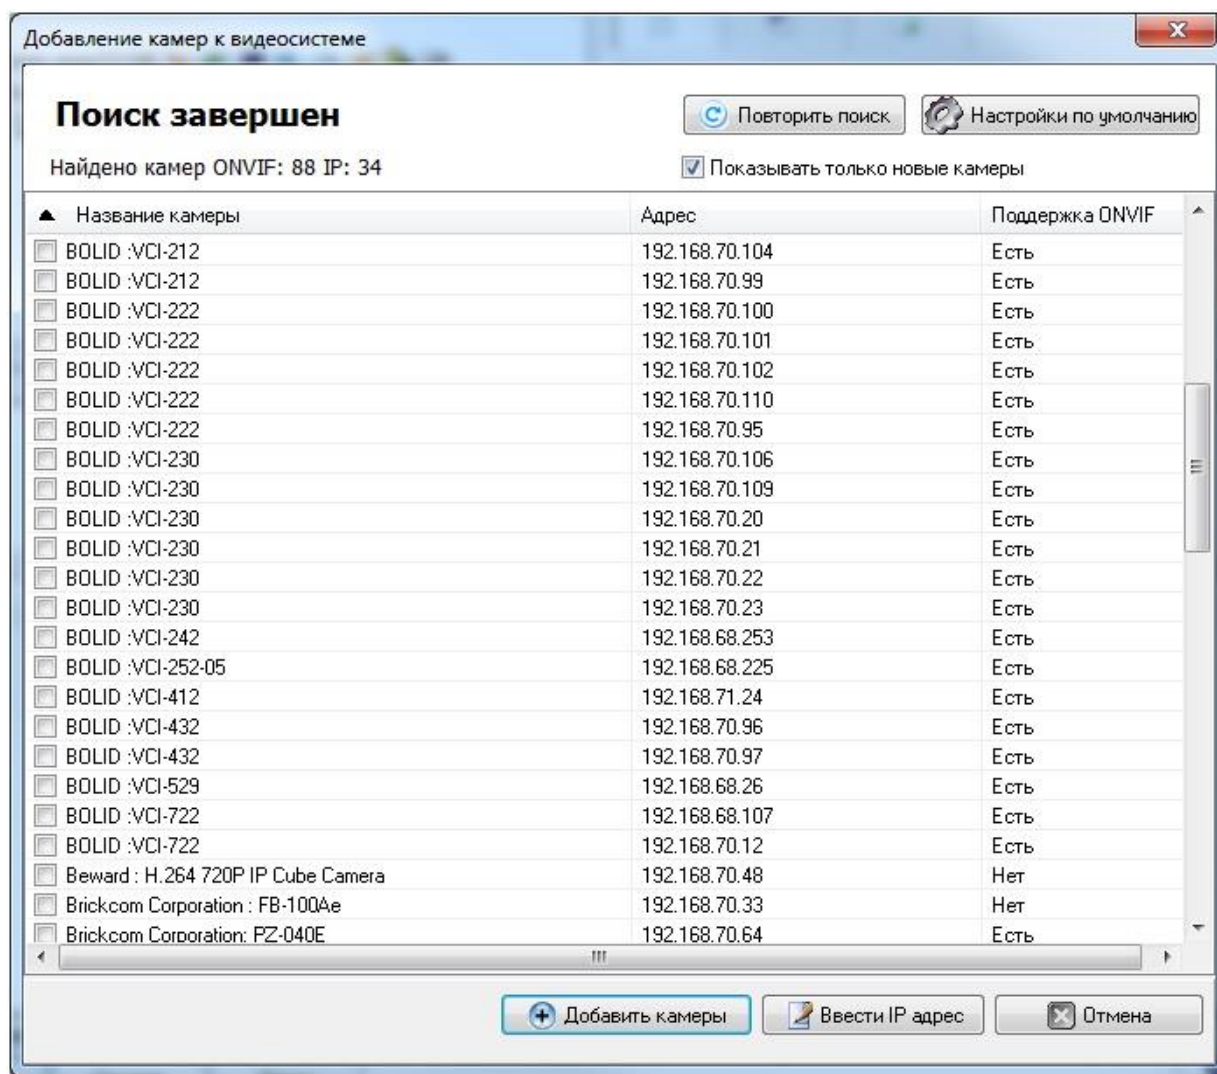 Добавление камер к видеосистеме
Поиск завершен
Повторить поиск Настройки по умолчанию
Найдено камер ONVIF: 88 IP: 34
Показывать только новые камеры
Название камеры Адрес Поддержка ONVIF
BOLID :VCI-212 192.168.70.104 Есть
BOLID :VCI-212 192.168.70.99 Есть
BOLID :VCI-222 192.168.70.100 Есть
BOLID :VCI-222 192.168.70.101 Есть
BOLID :VCI-222 192.168.70.102 Есть
BOLID :VCI-222 192.168.70.110 Есть
BOLID :VCI-222 192.168.70.95 Есть
BOLID :VCI-230 192.168.70.106 Есть
BOLID :VCI-230 192.168.70.109 Есть
BOLID :VCI-230 192.168.70.20 Есть
BOLID :VCI-230 192.168.70.21 Есть
BOLID :VCI-230 192.168.70.22 Есть
BOLID :VCI-230 192.168.70.23 Есть
BOLID :VCI-242 192.168.68.253 Есть
BOLID :VCI-252-05 192.168.68.225 Есть
BOLID :VCI-412 192.168.71.24 Есть
BOLID :VCI-432 192.168.70.96 Есть
BOLID :VCI-432 192.168.70.97 Есть
BOLID :VCI-529 192.168.68.26 Есть
BOLID :VCI-722 192.168.68.107 Есть
BOLID :VCI-722 192.168.70.12 Есть
Beward : H.264 720P IP Cube Camera 192.168.70.48 Нет
Brickcom Corporation : FB-100Ae 192.168.70.33 Нет
Brickcom Corporation: PZ-040E 192.168.70.64 Есть
Добавить камеры Ввести IP адрес Отмена